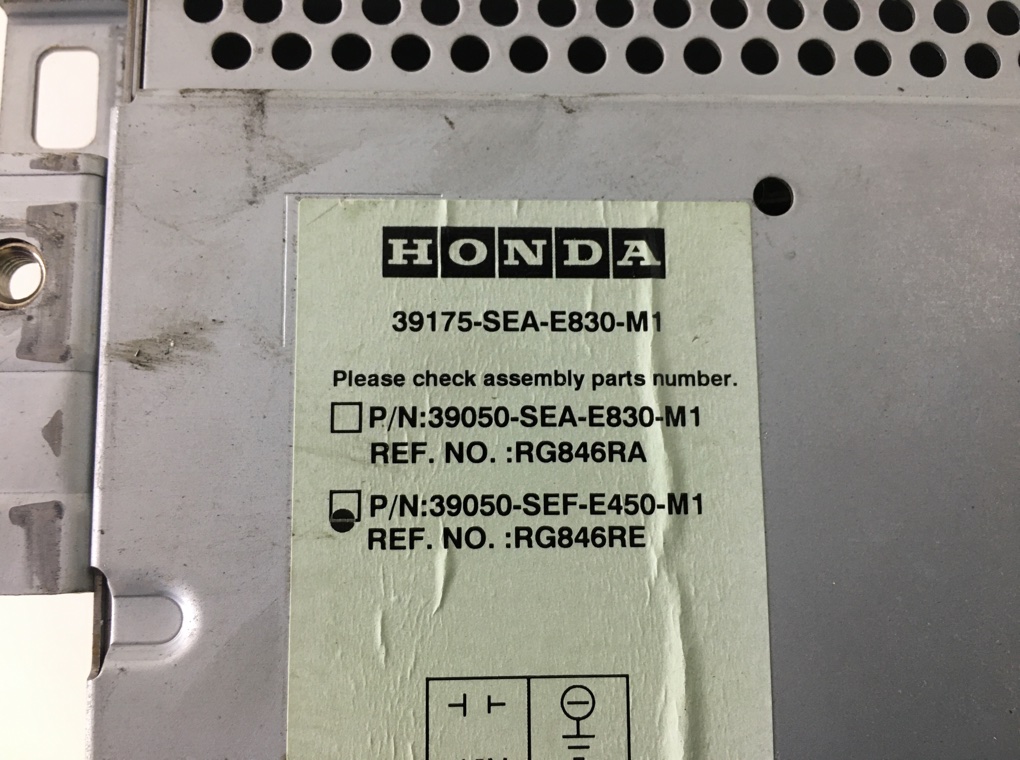 HONDA
39175-SEA-E830-M1
Please check assembly parts number.
P/N:39050-SEA-E830-M1
REF. NO. :RG846RA
P/N:39050-SEF-E450-M1
REF. NO. :RG846RE